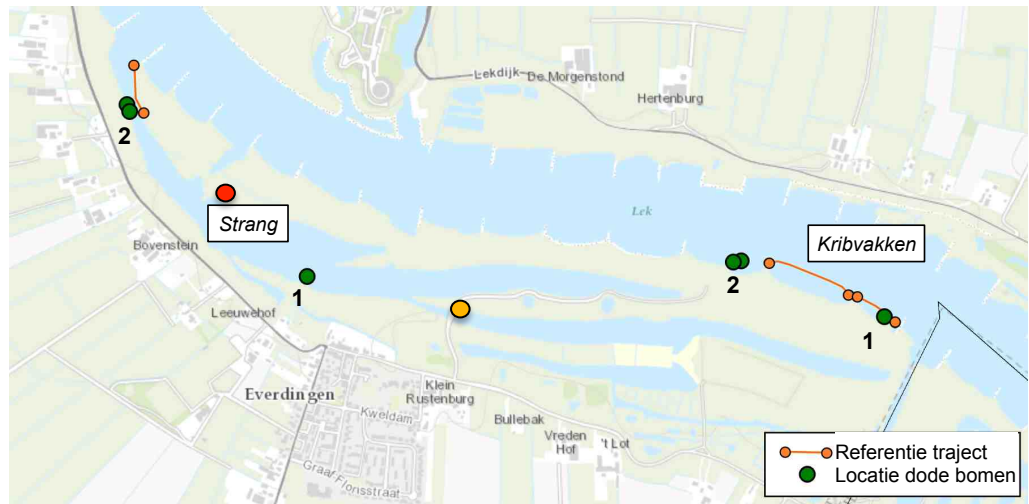 Lekdijk
De Morgenstond
Hertenburg
2
Strang
Lek
Kribvakken
Bovenstein
1
2
Leeuwehof
1
Everdingen
Klein
Rustenburg
Kweldam
Bullebak
Vreden
Hof
't Lot
Graaf Florisstraat
Referentie traject
Locatie dode bomen